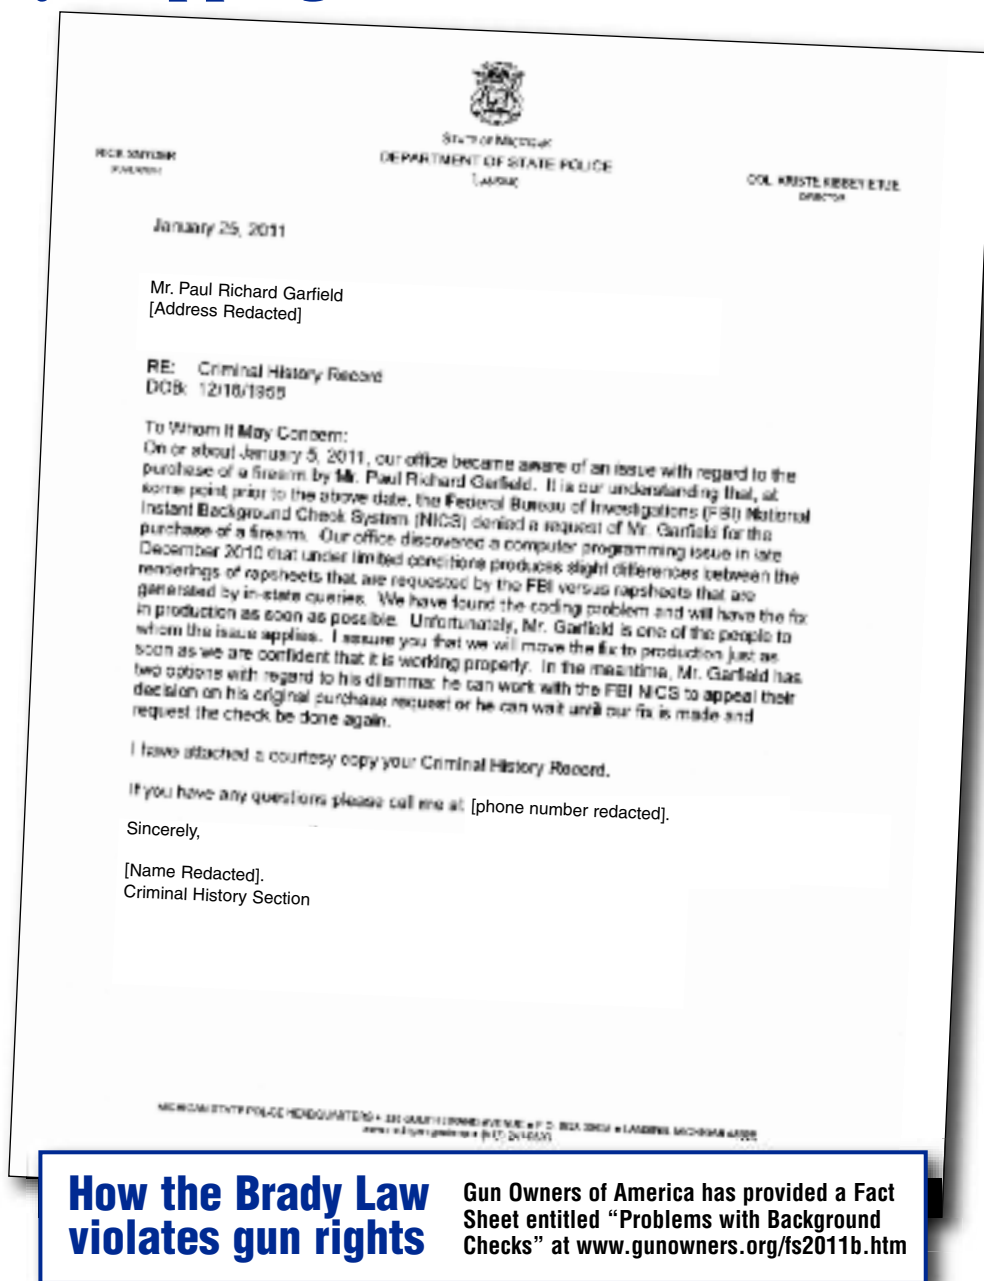 STATE OF MICHIGAN
DEPARTMENT OF STATE POLICE
LANSING
RICK SNYDER
GOVERNOR
COL. KRISTE KIBBEY ETUE
DIRECTOR
January 25, 2011
Mr. Paul Richard Garfield
[Address Redacted]
RE: Criminal History Record
DOB:
To Whom It May Concern:
On or about January 5, 2011, our office became aware of an issue with regard to the
purchase of a firearm by Mr. Paul Richard Garfield. It is our understanding that, at
some point prior to the above date, the Federal Bureau of Investigations (FBI) National
Instant Background Check System (NICS) denied a request of Mr. Garfield for the
purchase of a firearm. Our office discovered a computer programming issue in late
December 2010 that under limited conditions produces slight differences between the
renderings of rapsheets that are requested by the FBI versus rapsheets that are
generated by in-state queries. We have found the coding problem and will have the fix
in production as soon as possible. Unfortunately, Mr. Garfield is one of the people to
whom the issue applies. I assure you that we will move the fix to production just as
soon as we are confident that it is working properly. In the meantime, Mr. Garfield has
two options with regard to his dilemma: he can work with the FBI NICS to appeal their
decision on his original purchase request or he can wait until our fix is made and
request the check be done again.
I have attached a courtesy copy your Criminal History Record.
If you have any questions please call me at [phone number redacted].
Sincerely,
[Name Redacted].
Criminal History Section
MICHIGAN STATE POLICE HEADQUARTERS
How the Brady Law
violates gun rights
Gun Owners of America has provided a Fact
Sheet entitled “Problems with Background
Checks” at www.gunowners.org/fs2011b.htm